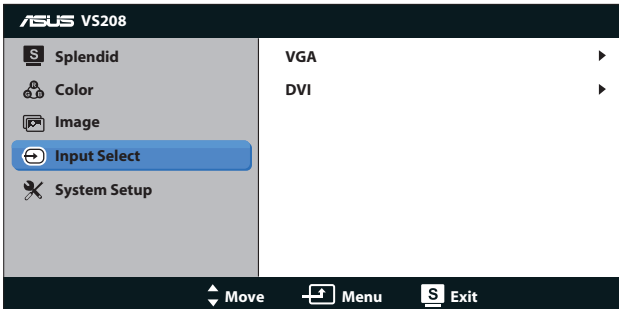 ASUS VS208
S Splendid
R G B Color
Image
Input Select
System Setup
VGA
DVI
Move Menu S Exit